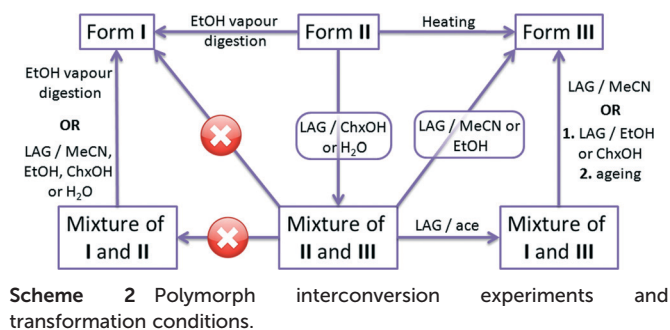 Form I
EtOH vapour
digestion
Form II
Heating
Form III
EtOH vapour
digestion
OR
LAG / MeCN,
EtOH, ChxOH
or H₂O
LAG / ChxOH
or H₂O
LAG / MeCN or
EtOH
LAG / MeCN
OR
1. LAG / EtOH
or ChxOH
2. ageing
Mixture of
I and II
Mixture of
II and III
LAG / ace
Mixture of
I and III
Scheme 2 Polymorph interconversion experiments and
transformation conditions.